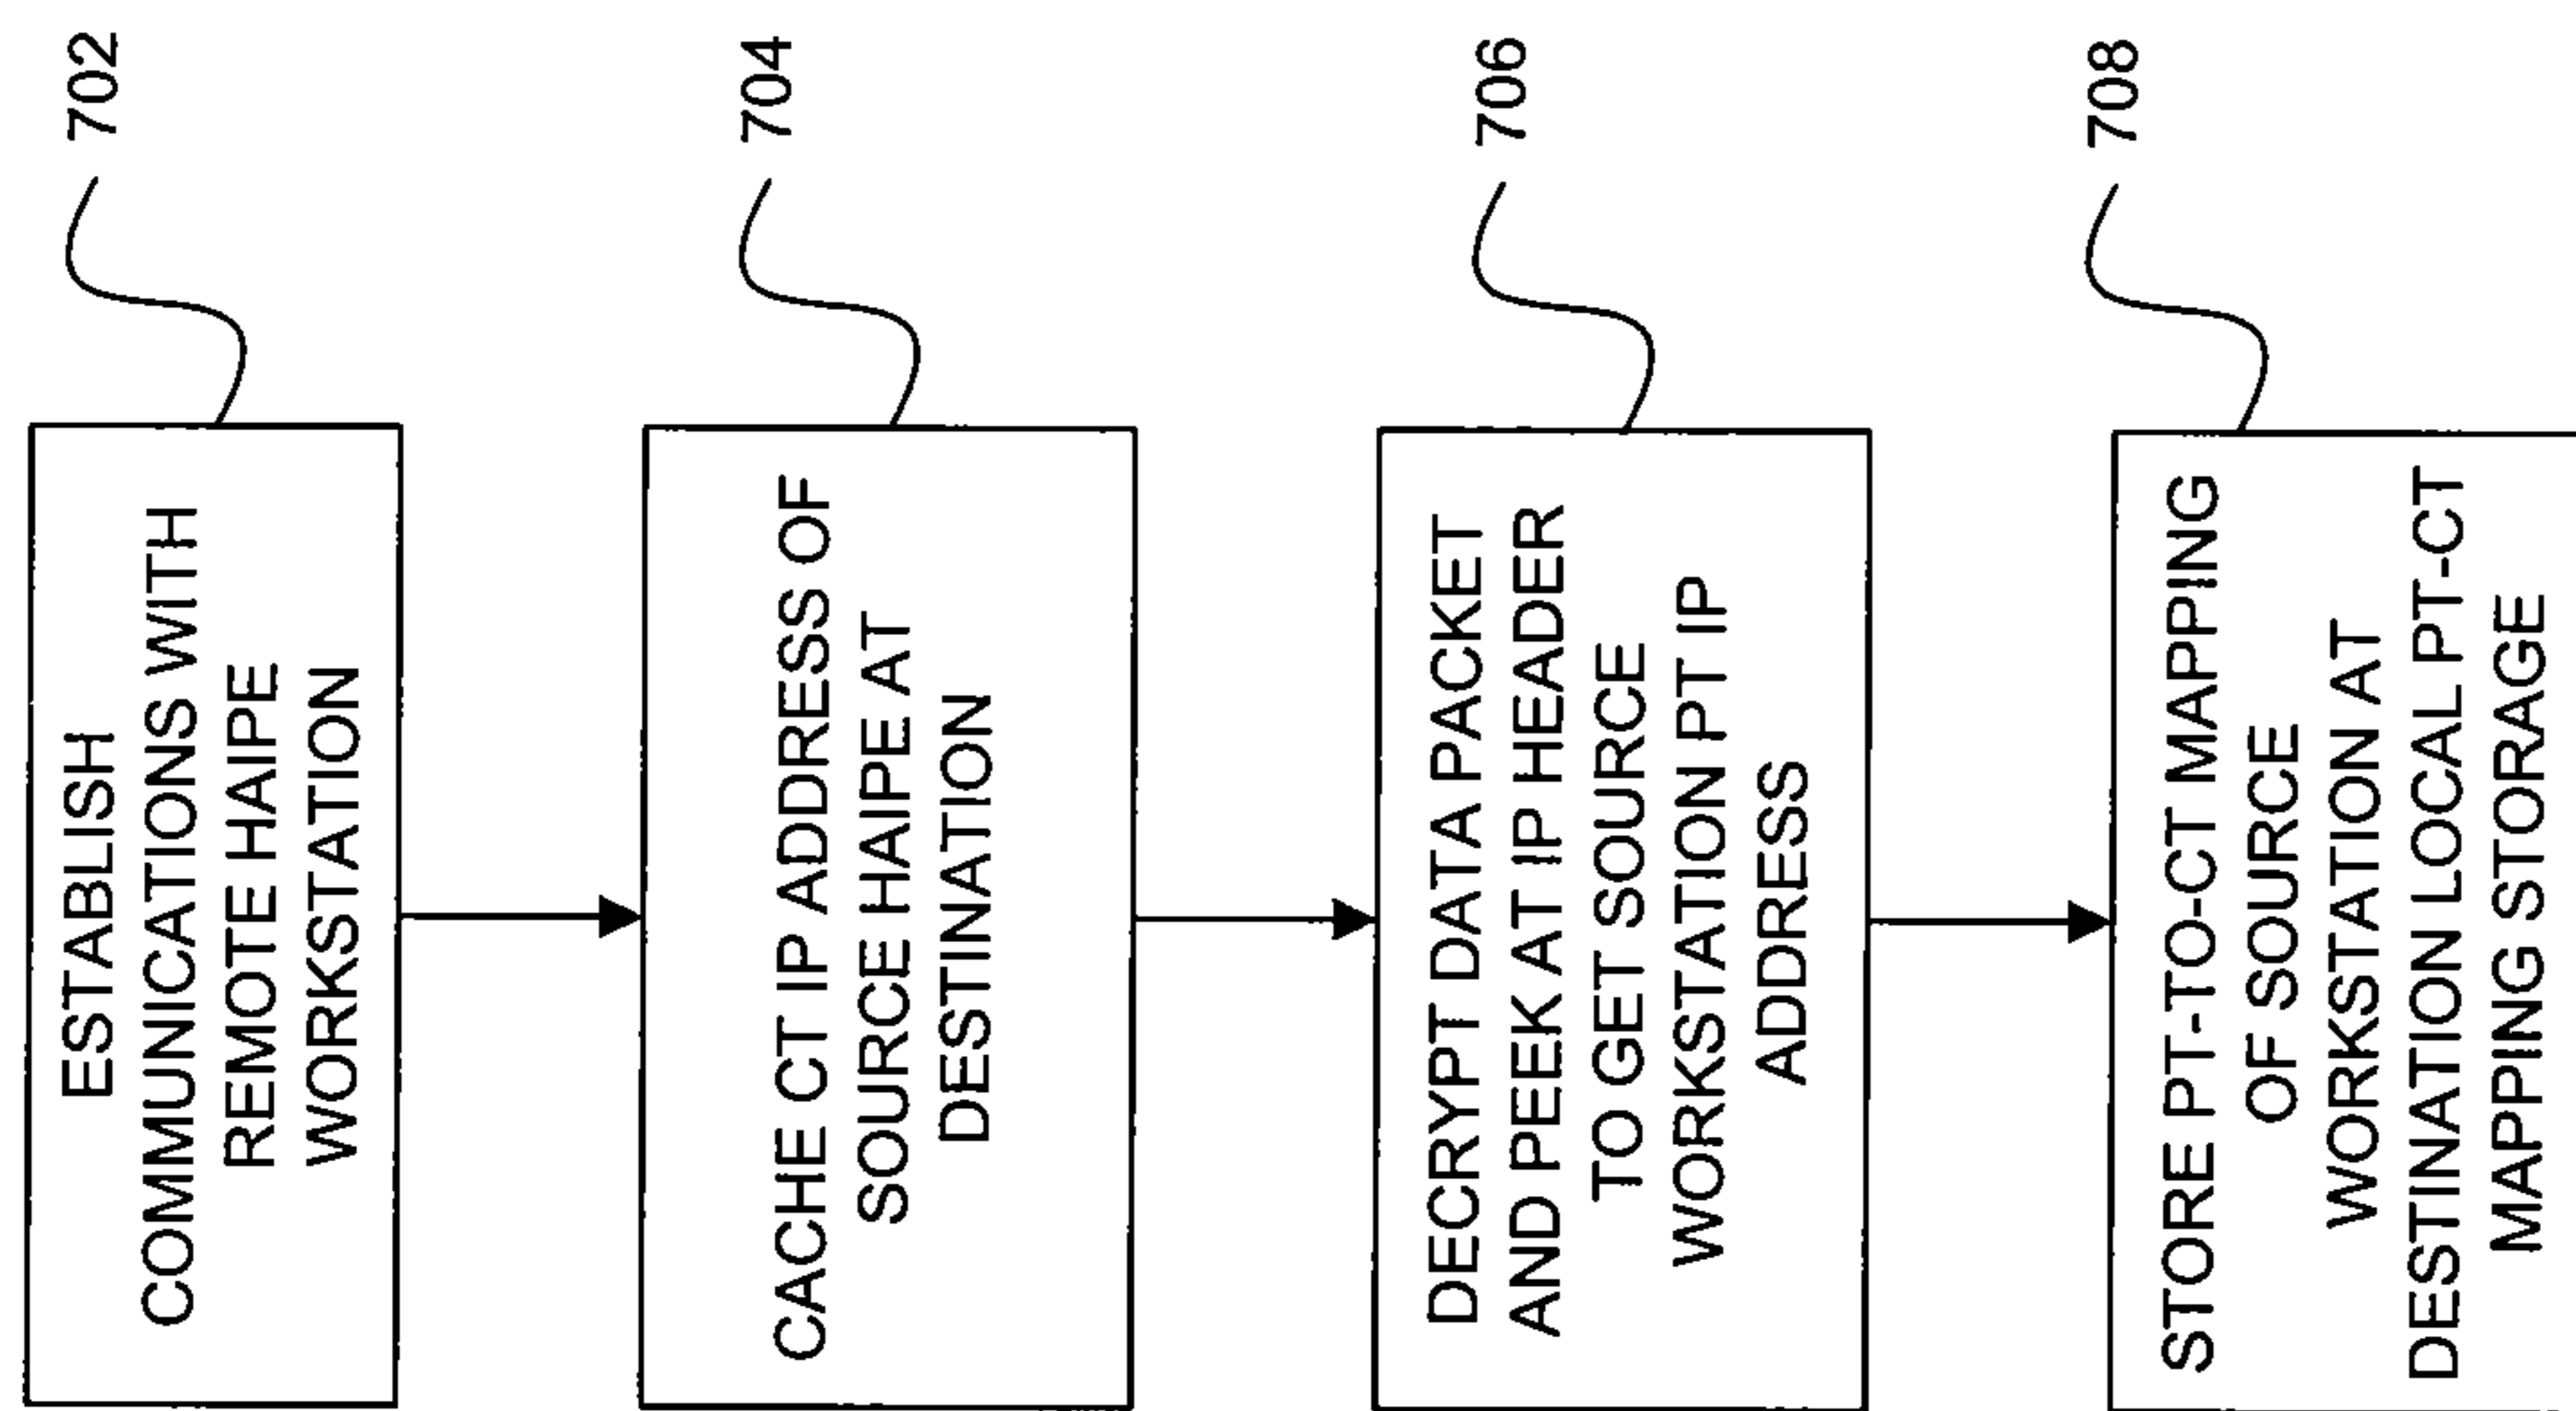 702
ESTABLISH
COMMUNICATIONS WITH
REMOTE HAIPE
WORKSTATION
704
CACHE CT IP ADDRESS OF
SOURCE HAIPE AT
DESTINATION
706
DECRYPT DATA PACKET
AND PEEK AT IP HEADER
TO GET SOURCE
WORKSTATION PT IP
ADDRESS
708
STORE PT-TO-CT MAPPING
OF SOURCE
WORKSTATION AT
DESTINATION LOCAL PT-CT
MAPPING STORAGE